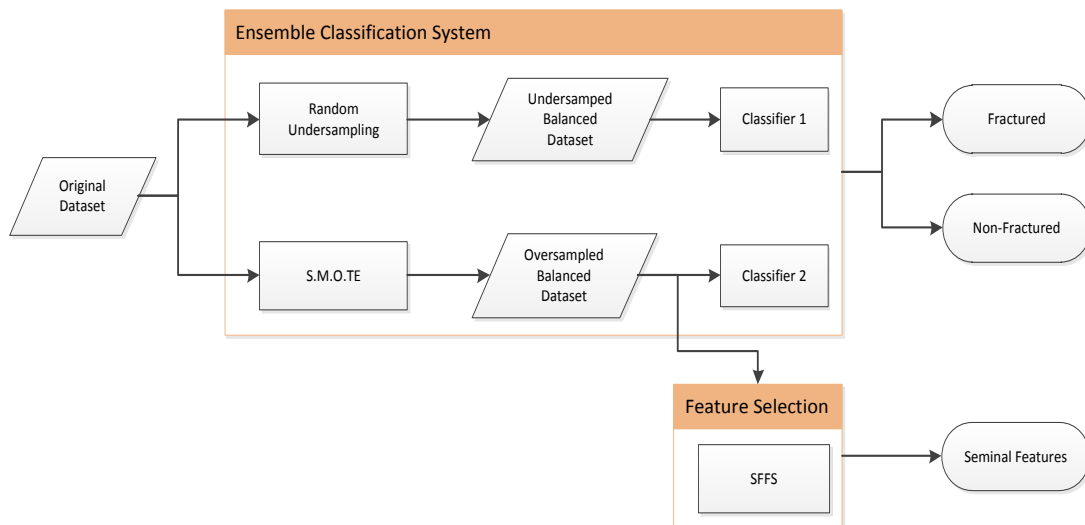 Ensemble Classification System
Random
Undersampling
Undersamped
Balanced
Dataset
Classifier 1
Fractured
Original
Dataset
Non-Fractured
S.M.O.TE
Oversampled
Balanced
Dataset
Classifier 2
Feature Selection
SFFS
Seminal Features